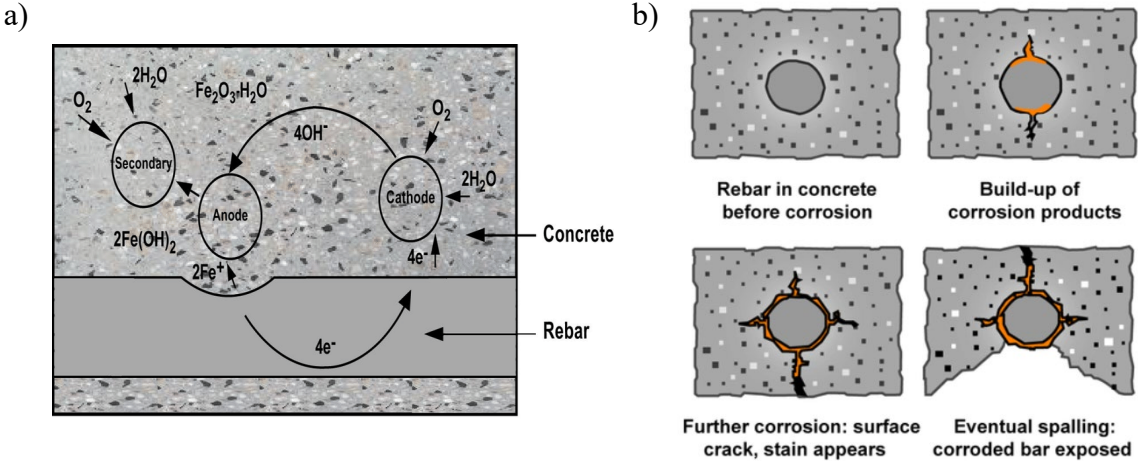 a)
2H₂O
Fe₂O₃·H₂O
O₂
4OH⁻
O₂
Secondary
Anode
Cathode
2H₂O
2Fe(OH)₂
Concrete
2Fe⁺
4e⁻
Rebar
4e⁻
b)
Rebar in concrete
before corrosion
Build-up of
corrosion products
Further corrosion: surface
crack, stain appears
Eventual spalling:
corroded bar exposed